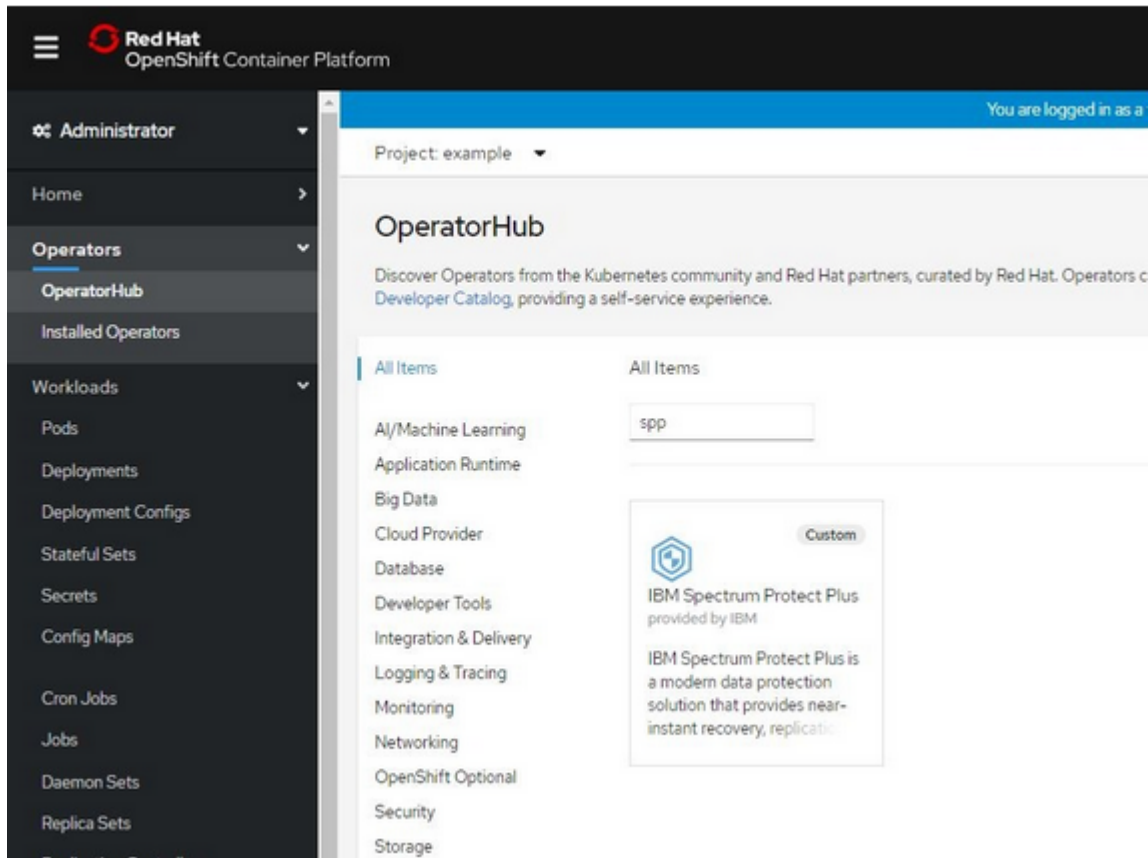 Red Hat
OpenShift Container Platform
You are logged in as a
Administrator
Project: example
Home
Operators
OperatorHub
Installed Operators
Workloads
Pods
Deployments
Deployment Configs
Stateful Sets
Secrets
Config Maps
Cron Jobs
Jobs
Daemon Sets
Replica Sets
OperatorHub
Discover Operators from the Kubernetes community and Red Hat partners, curated by Red Hat. Operators c
Developer Catalog, providing a self-service experience.
All Items
AI/Machine Learning
Application Runtime
Big Data
Cloud Provider
Database
Developer Tools
Integration & Delivery
Logging & Tracing
Monitoring
Networking
OpenShift Optional
Security
Storage
All Items
spp
Custom
IBM Spectrum Protect Plus
provided by IBM
IBM Spectrum Protect Plus is
a modern data protection
solution that provides near-
instant recovery, replicatio